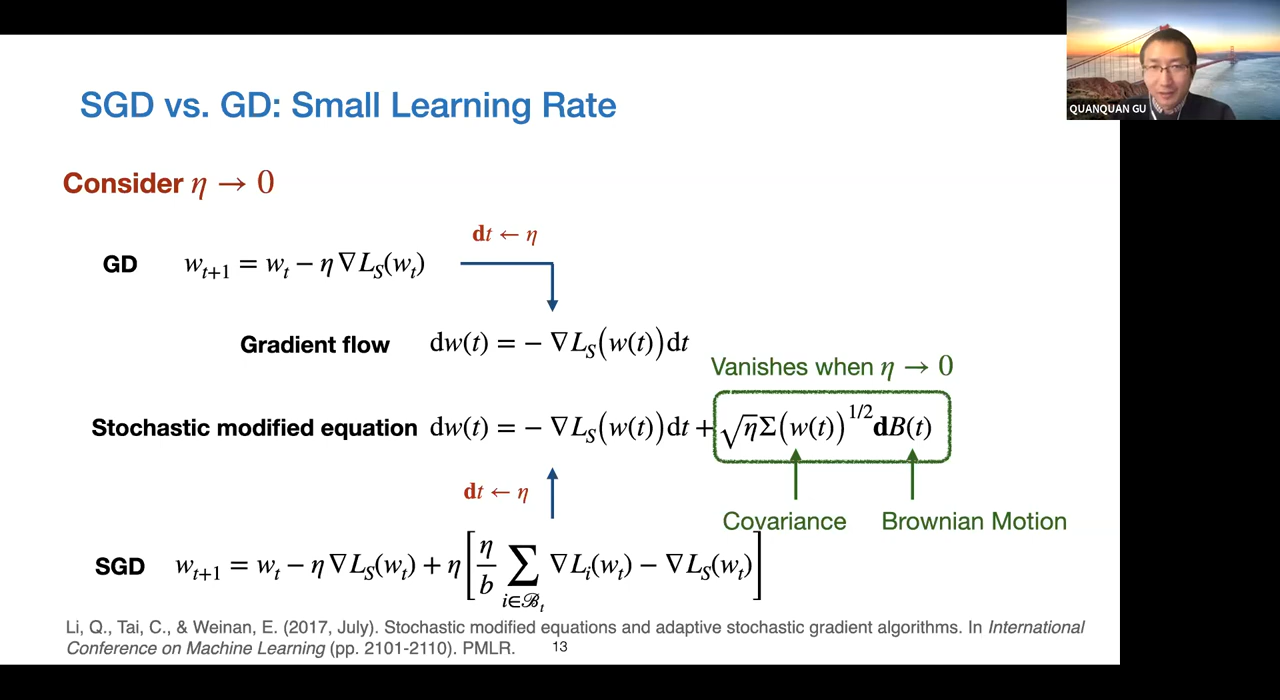 QUANQUAN GU
SGD vs. GD: Small Learning Rate
Consider η → 0
dt ← η
GD w_{t+1} = w_t − η∇L_S(w_t)
Gradient flow dw(t) = − ∇L_S(w(t))dt
Vanishes when η → 0
Stochastic modified equation dw(t) = − ∇L_S(w(t))dt + √η Σ(w(t))^{1/2} dB(t)
dt ← η
Covariance Brownian Motion
SGD w_{t+1} = w_t − η∇L_S(w_t) + η[η/b ∑_{i∈ℬ_t} ∇L_i(w_t) − ∇L_S(w_t)]
Li, Q., Tai, C., & Weinan, E. (2017, July). Stochastic modified equations and adaptive stochastic gradient algorithms. In International
Conference on Machine Learning (pp. 2101-2110). PMLR. 13